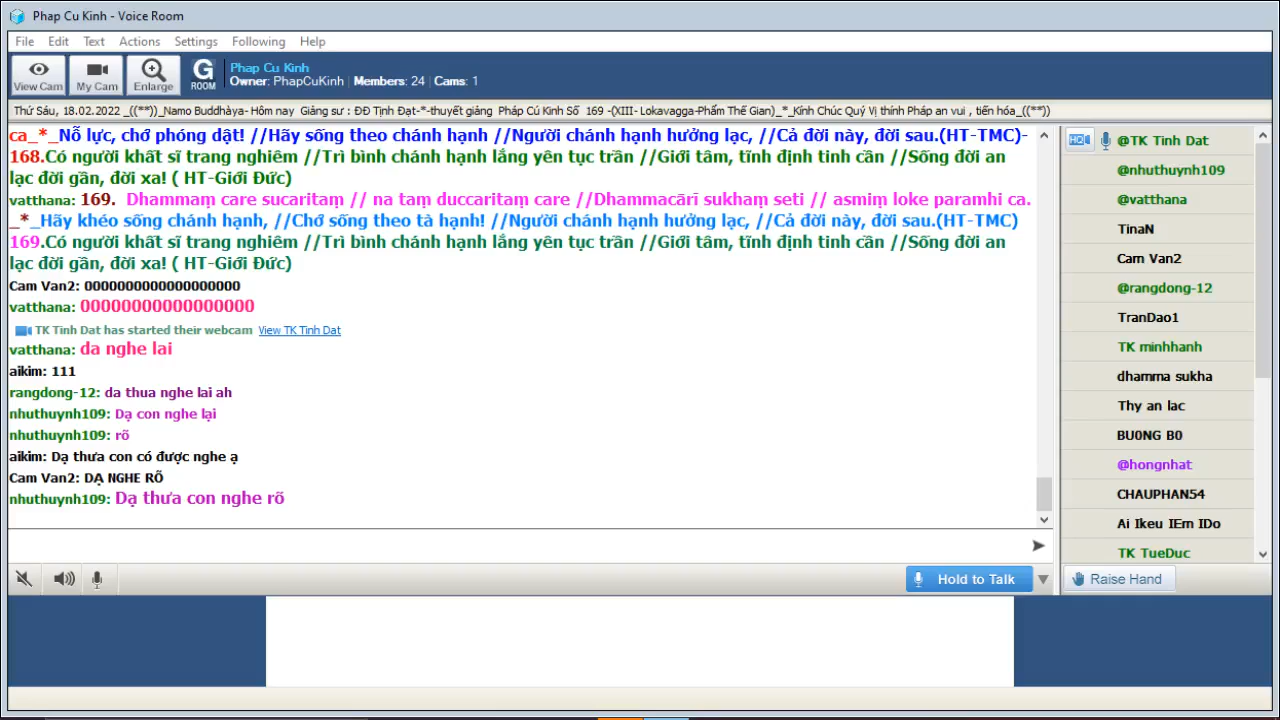 Phap Cu Kinh - Voice Room
File Edit Text Actions Settings Following Help
View Cam My Cam Enlarge G ROOM
Phap Cu Kinh
Owner: PhapCuKinh | Members: 24 | Cams: 1
Thứ Sáu, 18.02.2022 _((**))_Namo Buddhàya- Hôm nay Giảng sư : ĐĐ Tịnh Đạt-*-thuyết giảng Pháp Cú Kinh Số 169 -(XIII- Lokavagga-Phẩm Thế Gian)_*_Kính Chúc Quý Vị thính Pháp an vui , tiến hóa_((**))
ca_*_Nỗ lực, chớ phóng dật! //Hãy sống theo chánh hạnh //Người chánh hạnh hưởng lạc, //Cả đời này, đời sau.(HT-TMC)-
168.Có người khất sĩ trang nghiêm //Trì bình chánh hạnh lắng yên tục trần //Giới tâm, tĩnh định tinh cần //Sống đời an
lạc đời gần, đời xa! ( HT-Giới Đức)
vatthana: 169. Dhammaṃ care sucaritaṃ // na taṃ duccaritaṃ care //Dhammacārī sukhaṃ seti // asmiṃ loke paramhi ca.
_*_Hãy khéo sống chánh hạnh, //Chớ sống theo tà hạnh! //Người chánh hạnh hưởng lạc, //Cả đời này, đời sau.(HT-TMC)
169.Có người khất sĩ trang nghiêm //Trì bình chánh hạnh lắng yên tục trần //Giới tâm, tĩnh định tinh cần //Sống đời an
lạc đời gần, đời xa! ( HT-Giới Đức)
Cam Van2: 0000000000000000000
vatthana: 00000000000000000
TK Tinh Dat has started their webcam View TK Tinh Dat
vatthana: da nghe lai
aikim: 111
rangdong-12: da thua nghe lai ah
nhuthuynh109: Dạ con nghe lại
nhuthuynh109: rõ
aikim: Dạ thưa con có được nghe ạ
Cam Van2: DẠ NGHE RÕ
nhuthuynh109: Dạ thưa con nghe rõ
HQ @TK Tinh Dat
@nhuthuynh109
@vatthana
TinaN
Cam Van2
@rangdong-12
TranDao1
TK minhhanh
dhamma sukha
Thy an lac
BU0NG B0
@hongnhat
CHAUPHAN54
Ai Ikeu IEm IDo
TK TueDuc
Hold to Talk
Raise Hand